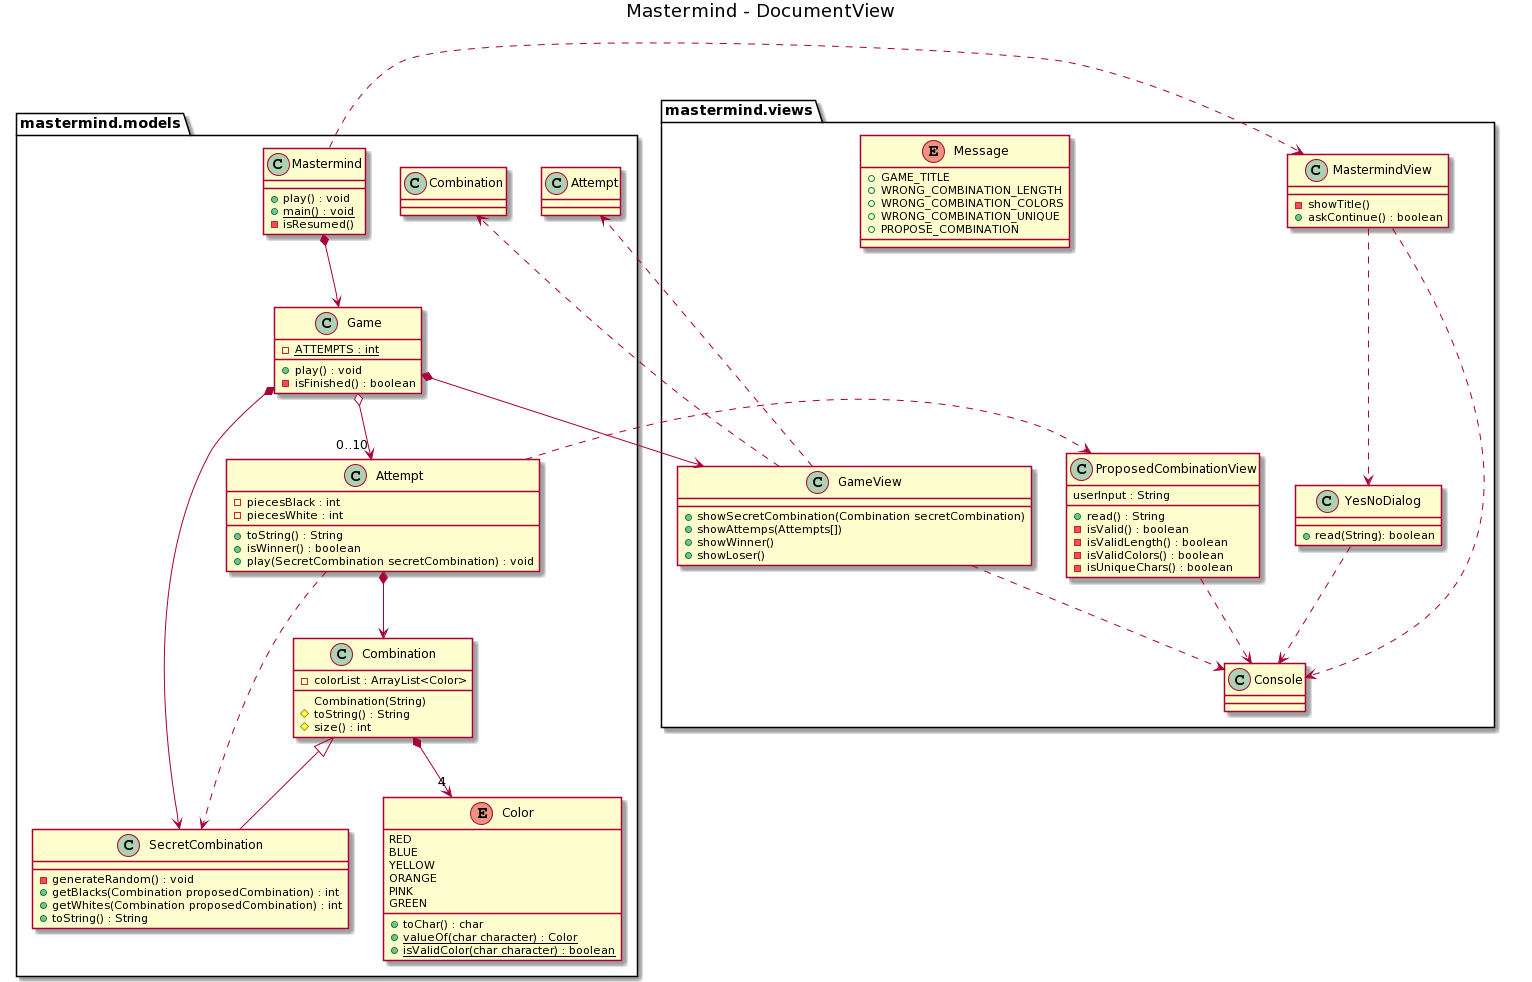 Mastermind - DocumentView
mastermind.models
C Mastermind
play() : void
main() : void
isResumed()
C Combination
C Attempt
C Game
ATTEMPTS : int
play() : void
isFinished() : boolean
0..10
C Attempt
piecesBlack : int
piecesWhite : int
toString() : String
isWinner() : boolean
play(SecretCombination secretCombination) : void
C Combination
colorList : ArrayList<Color>
Combination(String)
toString() : String
size() : int
4
C SecretCombination
generateRandom() : void
getBlacks(Combination proposedCombination) : int
getWhites(Combination proposedCombination) : int
toString() : String
E Color
RED
BLUE
YELLOW
ORANGE
PINK
GREEN
toChar() : char
valueOf(char character) : Color
isValidColor(char character) : boolean
mastermind.views
E Message
GAME_TITLE
WRONG_COMBINATION_LENGTH
WRONG_COMBINATION_COLORS
WRONG_COMBINATION_UNIQUE
PROPOSE_COMBINATION
C MastermindView
showTitle()
askContinue() : boolean
C GameView
showSecretCombination(Combination secretCombination)
showAttemps(Attempts[])
showWinner()
showLoser()
C ProposedCombinationView
userInput : String
read() : String
isValid() : boolean
isValidLength() : boolean
isValidColors() : boolean
isUniqueChars() : boolean
C YesNoDialog
read(String): boolean
C Console